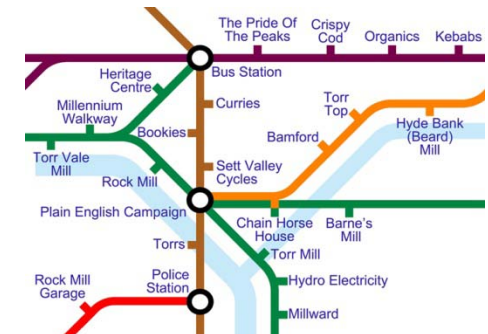 The Pride Of
The Peaks
Crispy
Cod
Organics
Kebabs
Bus Station
Heritage
Centre
Curries
Millennium
Walkway
Torr
Top
Bookies
Bamford
Hyde Bank
(Beard)
Mill
Torr Vale
Mill
Rock Mill
Sett Valley
Cycles
Plain English Campaign
Chain Horse
House
Barne's
Mill
Torrs
Torr Mill
Police
Station
Hydro Electricity
Rock Mill
Garage
Millward